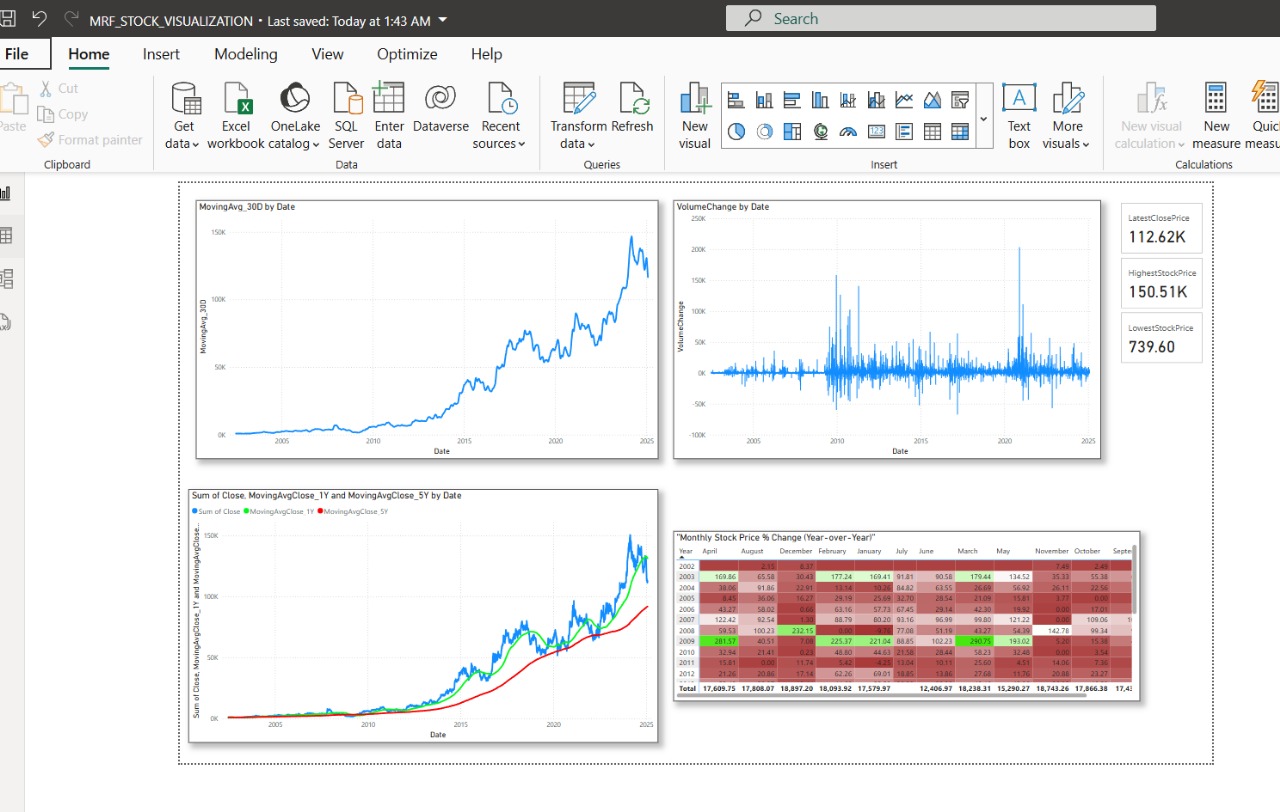 MRF_STOCK_VISUALIZATION • Last saved: Today at 1:43 AM
Search
File Home Insert Modeling View Optimize Help
Paste
Cut
Copy
Format painter
Clipboard
Get data
Excel workbook
OneLake catalog
SQL Server
Enter data
Dataverse
Recent sources
Data
Transform data
Refresh
Queries
New visual
Text box
More visuals
Insert
New visual calculation
New measure
Quick measure
Calculations
MovingAvg_30D by Date
150K
100K
50K
0K
MovingAvg_30D
2005 2010 2015 2020 2025
Date
VolumeChange by Date
250K
200K
150K
100K
50K
0K
-50K
-100K
VolumeChange
2005 2010 2015 2020 2025
Date
LatestClosePrice
112.62K
HighestStockPrice
150.51K
LowestStockPrice
739.60
Sum of Close, MovingAvgClose_1Y and MovingAvgClose_5Y by Date
Sum of Close MovingAvgClose_1Y MovingAvgClose_5Y
150K
100K
50K
0K
Sum of Close, MovingAvgClose_1Y and MovingAvgClose...
2005 2010 2015 2020 2025
Date
"Monthly Stock Price % Change (Year-over-Year)"
Year April August December February January July June March May November October Septe
2002 2.15 8.37 7.49 2.49
2003 169.86 65.58 30.43 177.24 169.41 91.81 90.58 179.44 134.52 35.33 15.38
2004 38.96 91.86 22.91 13.14 10.26 84.82 63.55 26.69 56.92 26.11 22.56
2005 8.45 36.06 16.27 29.19 25.69 32.70 28.54 21.09 15.81 3.77 0.00
2006 43.27 58.02 0.66 63.16 57.73 67.45 29.14 42.30 19.92 0.00 17.01
2007 122.42 92.54 1.30 88.79 80.20 93.16 96.99 99.80 121.22 0.00 109.06
2008 59.53 100.23 232.15 0.00 9.76 77.08 51.19 43.27 54.39 142.78 99.34
2009 281.57 40.51 7.08 225.37 221.04 88.85 102.23 290.75 193.02 5.20 15.38
2010 32.94 21.41 0.23 48.80 44.63 21.56 28.44 58.23 32.48 0.00 3.54
2011 15.81 0.00 11.74 5.42 4.25 13.04 10.11 25.60 4.51 14.06 7.36
2012 21.26 20.86 17.14 62.26 69.01 18.85 13.86 27.68 11.76 20.88 23.27
Total 17,609.75 17,808.07 18,897.20 18,093.92 17,579.97 12,406.97 18,238.31 15,290.27 18,743.26 17,866.38 17,43